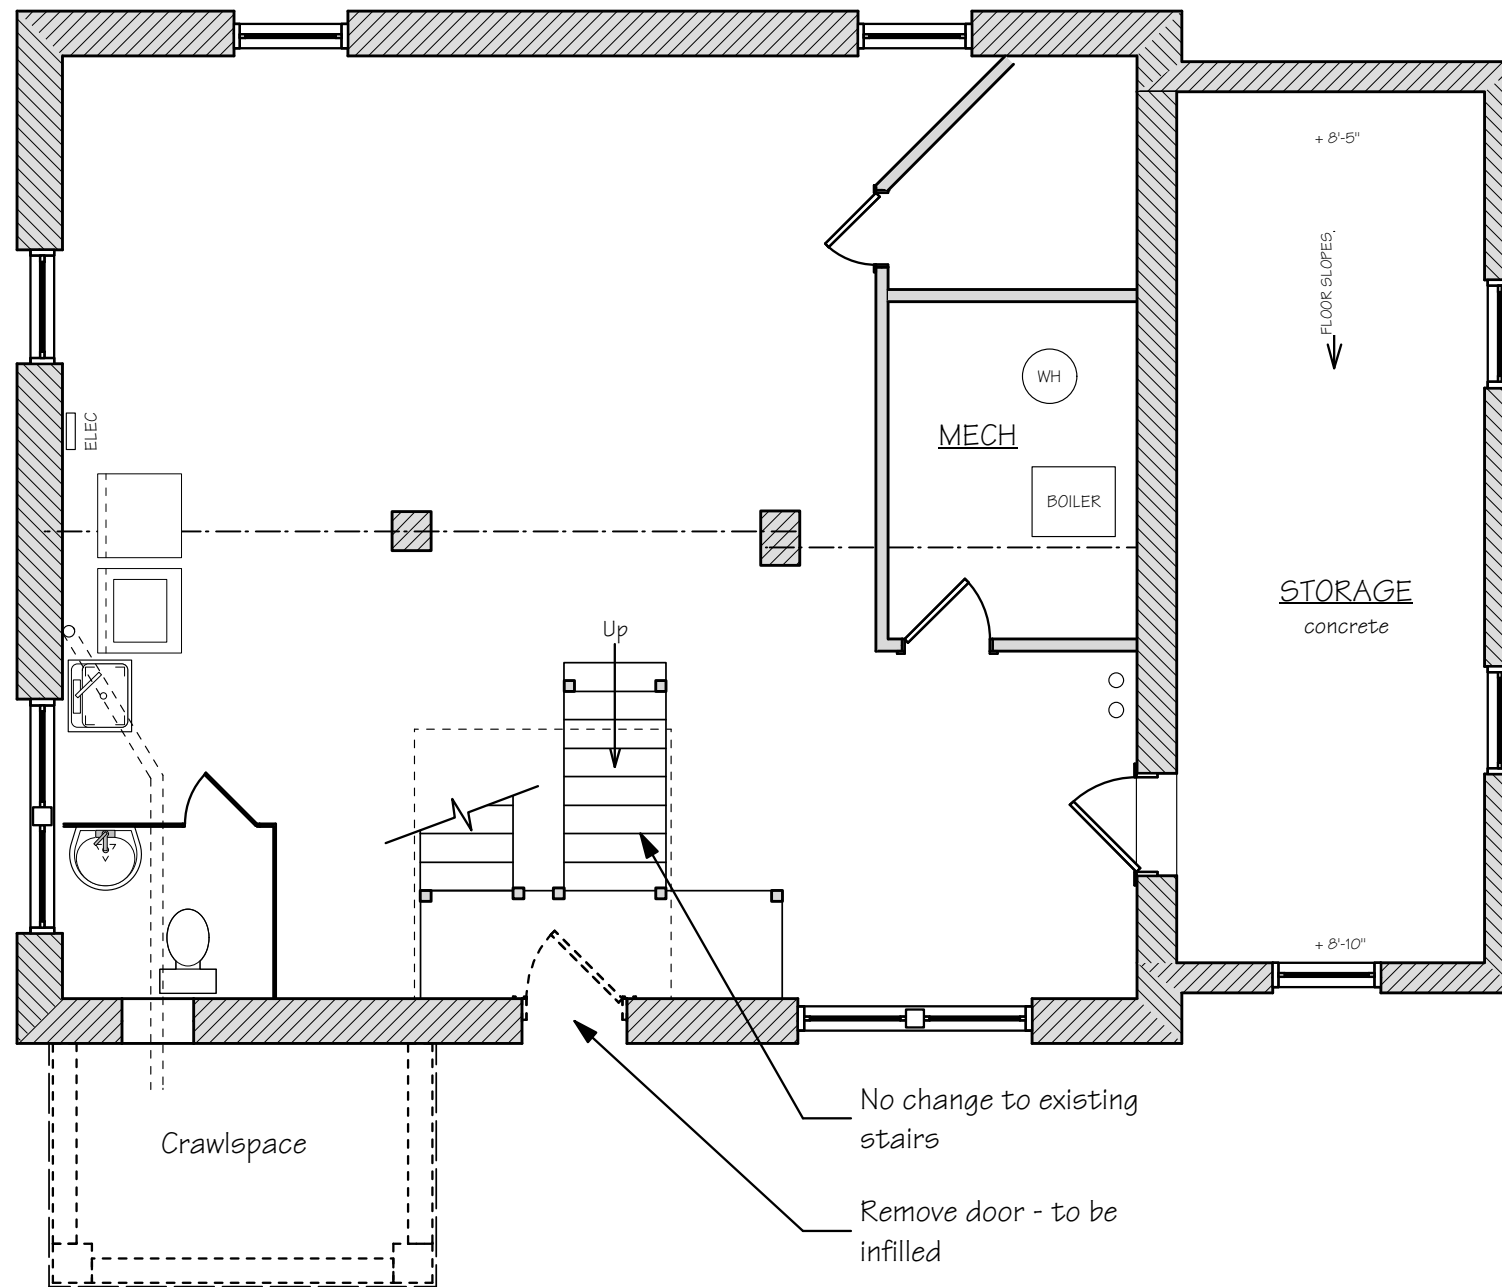 + 8'-5"
FLOOR SLOPES.
WH
ELEC
MECH
BOILER
STORAGE
concrete
Up
+ 8'-10"
No change to existing
stairs
Crawlspace
Remove door - to be
infilled